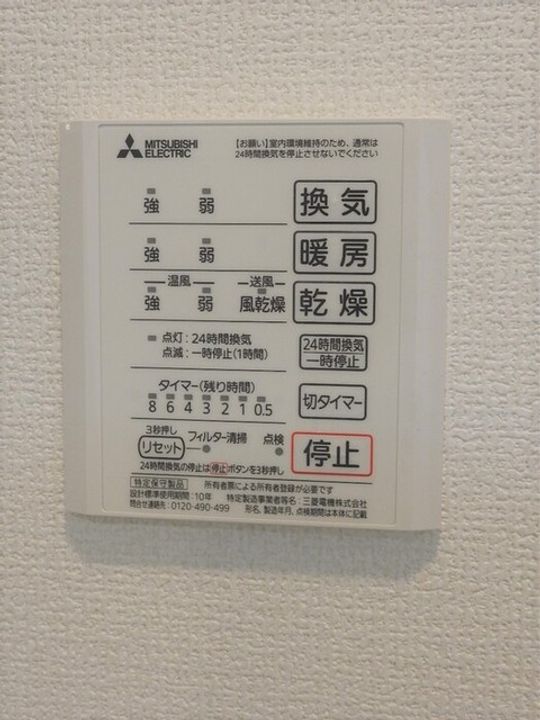 MITSUBISHI
ELECTRIC
【お願い】室内環境維持のため、通常は
24時間換気を停止させないでください
強 弱 換気
強 弱 暖房
温風 送風
強 弱 風乾燥 乾燥
点灯：24時間換気
点滅：一時停止(1時間)
24時間換気
一時停止
タイマー(残り時間)
8 6 4 3 2 1 0.5
切タイマー
3秒押し
リセット フィルター清掃 点検
停止
24時間換気の停止は 停止 ボタンを3秒押し
特定保守製品 所有者票による所有者登録が必要です
設計標準使用期間：10年 特定製造事業者等名：三菱電機株式会社
問合せ連絡先：0120-490-499 形名、製造年月、点検期間は本体に記載